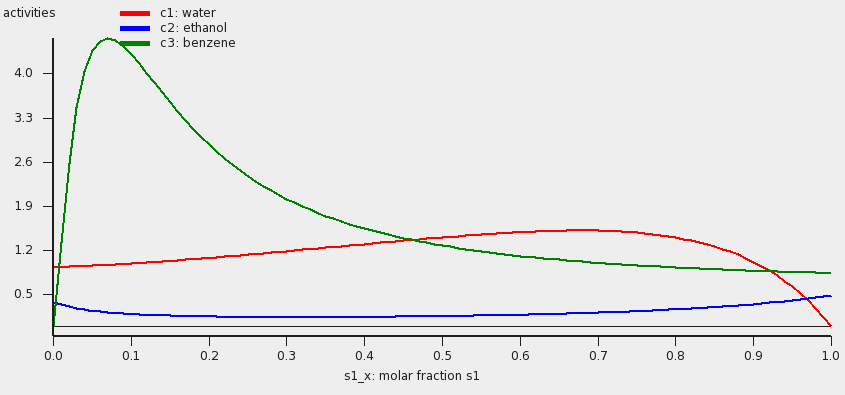 activities
c1: water
c2: ethanol
c3: benzene
4.0
3.3
2.6
1.9
1.2
0.5
0.0 0.1 0.2 0.3 0.4 0.5 0.6 0.7 0.8 0.9 1.0
s1_x: molar fraction s1